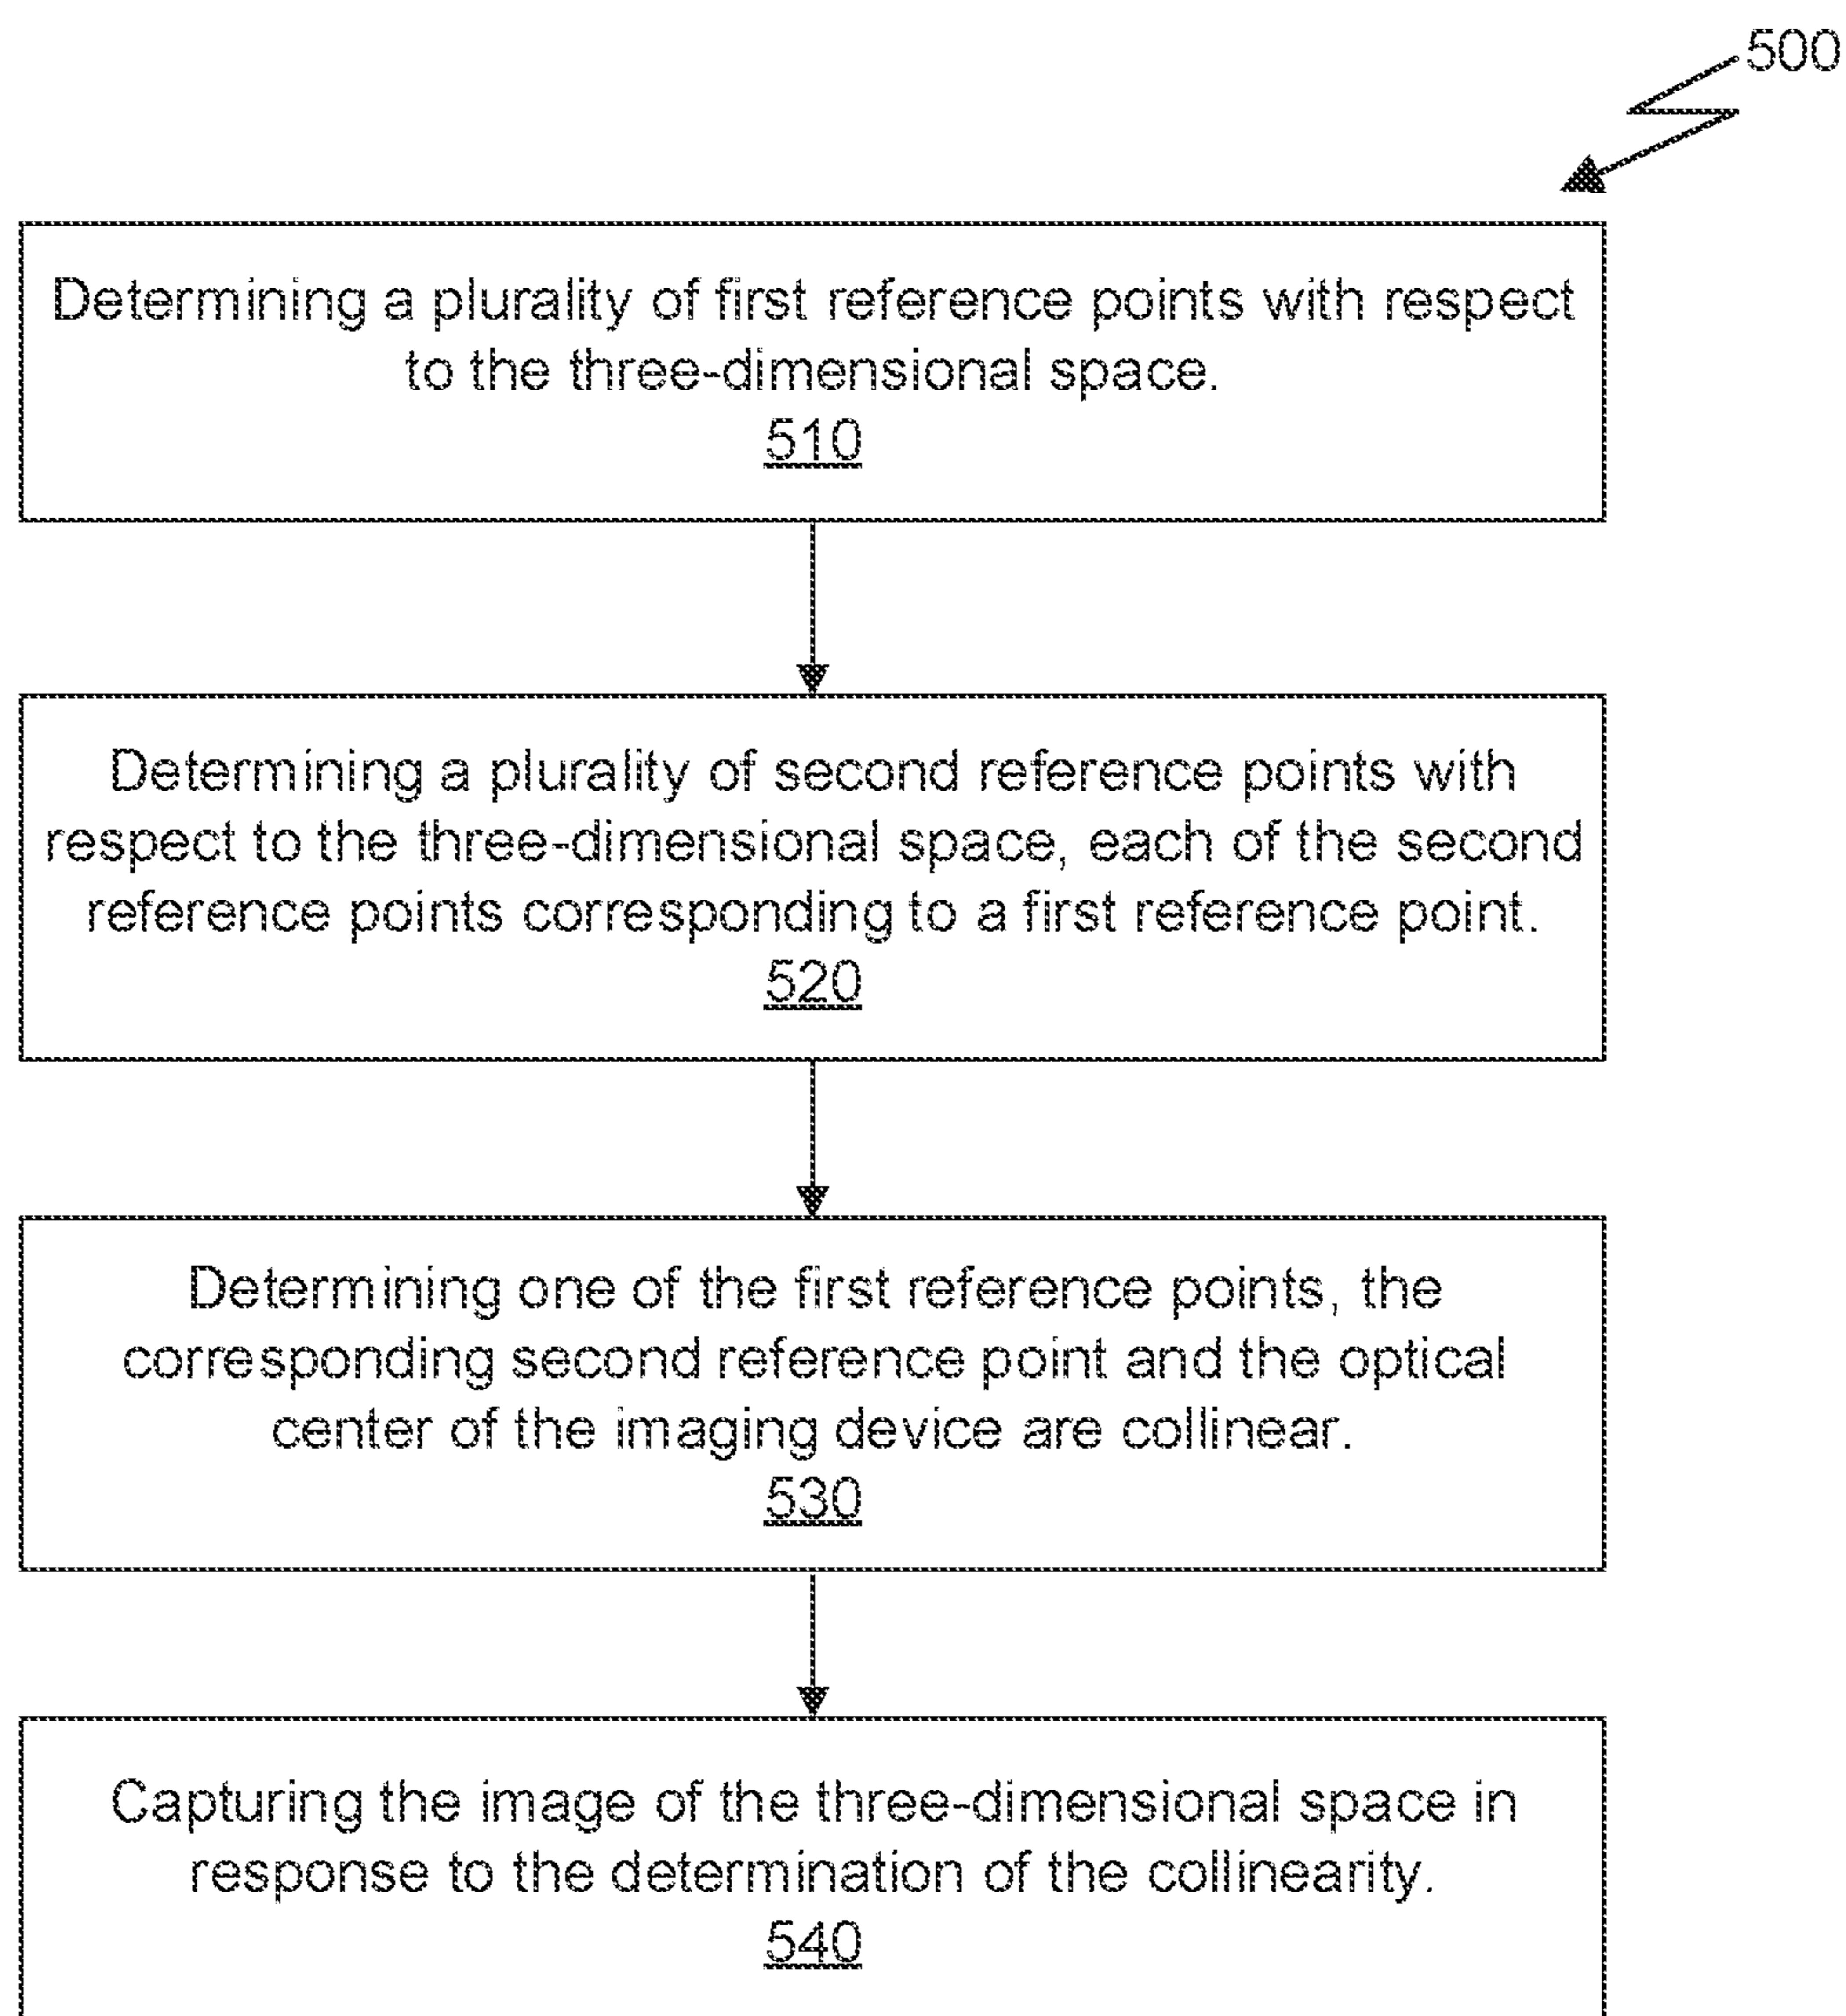 500
Determining a plurality of first reference points with respect
to the three-dimensional space.
510
Determining a plurality of second reference points with
respect to the three-dimensional space, each of the second
reference points corresponding to a first reference point.
520
Determining one of the first reference points, the
corresponding second reference point and the optical
center of the imaging device are collinear.
530
Capturing the image of the three-dimensional space in
response to the determination of the collinearity.
540